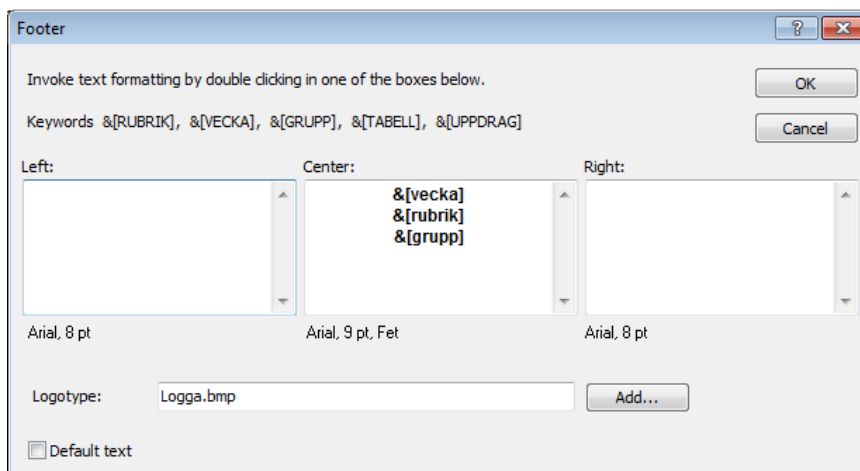 Footer
Invoke text formatting by double clicking in one of the boxes below.
OK
Keywords &[RUBRIK], &[VECKA], &[GRUPP], &[TABELL], &[UPPDRAG]
Cancel
Left: Center: Right:
&[vecka]
&[rubrik]
&[grupp]
Arial, 8 pt Arial, 9 pt, Fet Arial, 8 pt
Logotype: Logga.bmp Add...
Default text